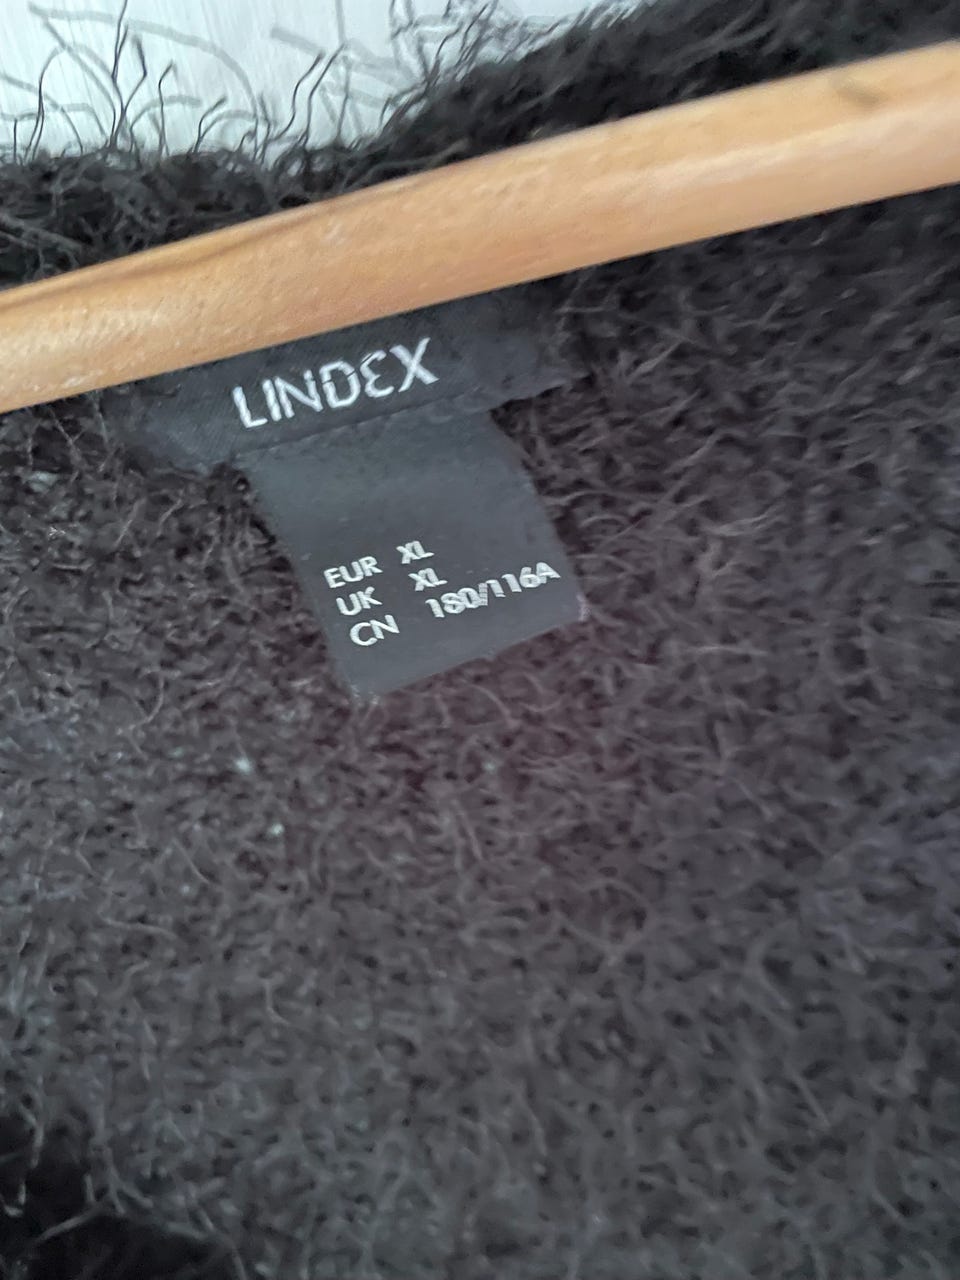 LINDEX
EUR XL
UK XL
CN 180/116A